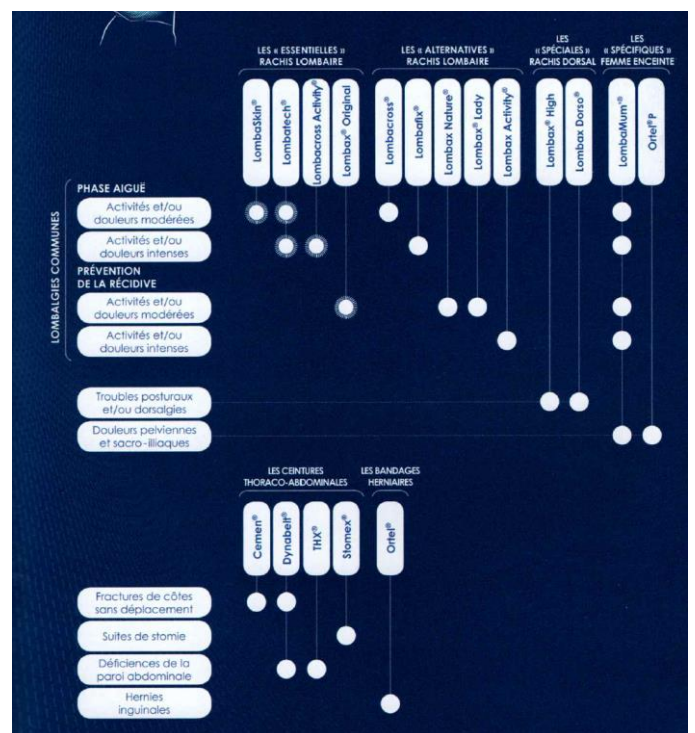 LES « ESSENTIELLES »
RACHIS LOMBAIRE
LES « ALTERNATIVES »
RACHIS LOMBAIRE
LES
« SPÉCIALES »
RACHIS DORSAL
LES
« SPÉCIFIQUES »
FEMME ENCEINTE
LombaSkin®
Lombatech®
Lombacross Activity®
Lombax® Original
Lombacross®
Lombafix®
Lombax Nature®
Lombax® Lady
Lombax Activity®
Lombax® High
Lombax Dorso®
LombaMum'®
Ortel® P
LOMBALGIES COMMUNES
PHASE AIGUË
Activités et/ou
douleurs modérées
Activités et/ou
douleurs intenses
PRÉVENTION
DE LA RÉCIDIVE
Activités et/ou
douleurs modérées
Activités et/ou
douleurs intenses
Troubles posturaux
et/ou dorsalgies
Douleurs pelviennes
et sacro-iliaques
LES CEINTURES
THORACO-ABDOMINALES
LES BANDAGES
HERNIAIRES
Cemen®
Dynabelt®
THX®
Stomex®
Ortel®
Fractures de côtes
sans déplacement
Suites de stomie
Déficiences de la
paroi abdominale
Hernies
inguinales